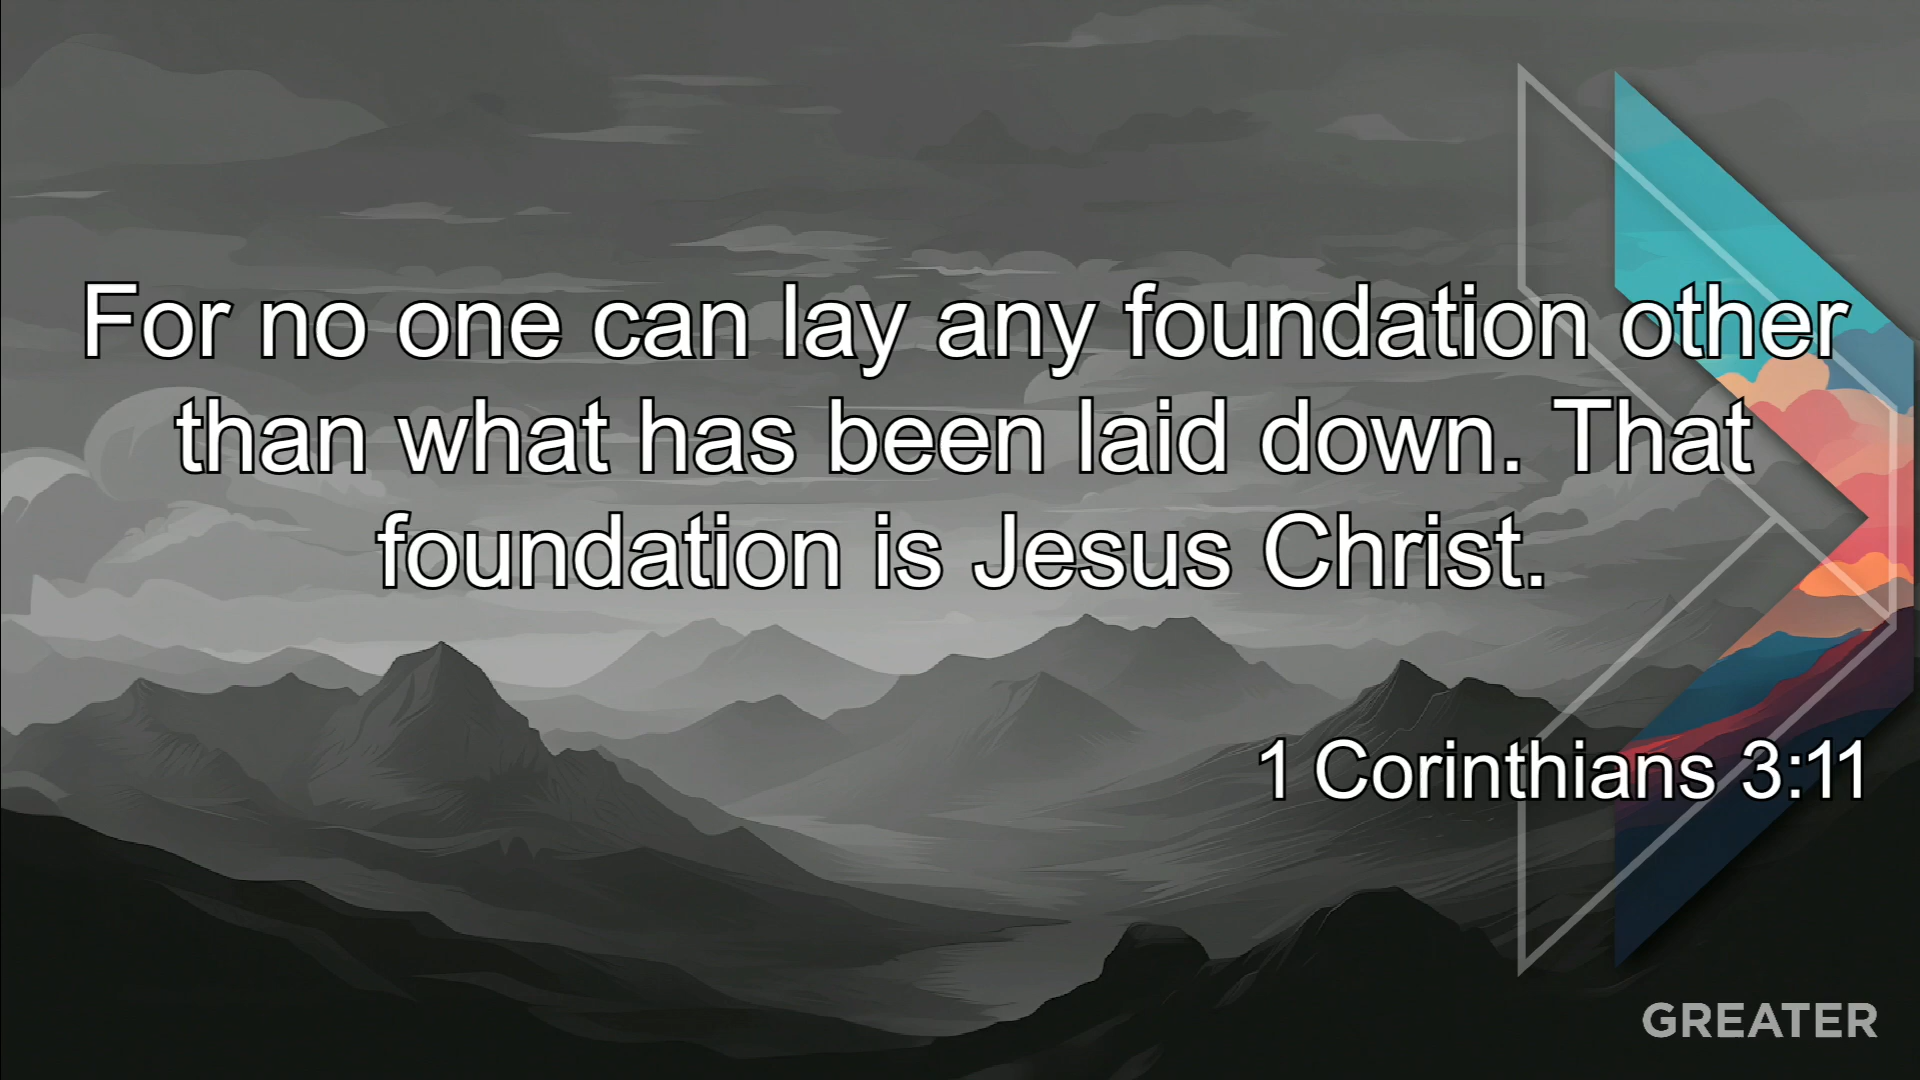 For no one can lay any foundation other
than what has been laid down. That
foundation is Jesus Christ.
1 Corinthians 3:11
GREATER